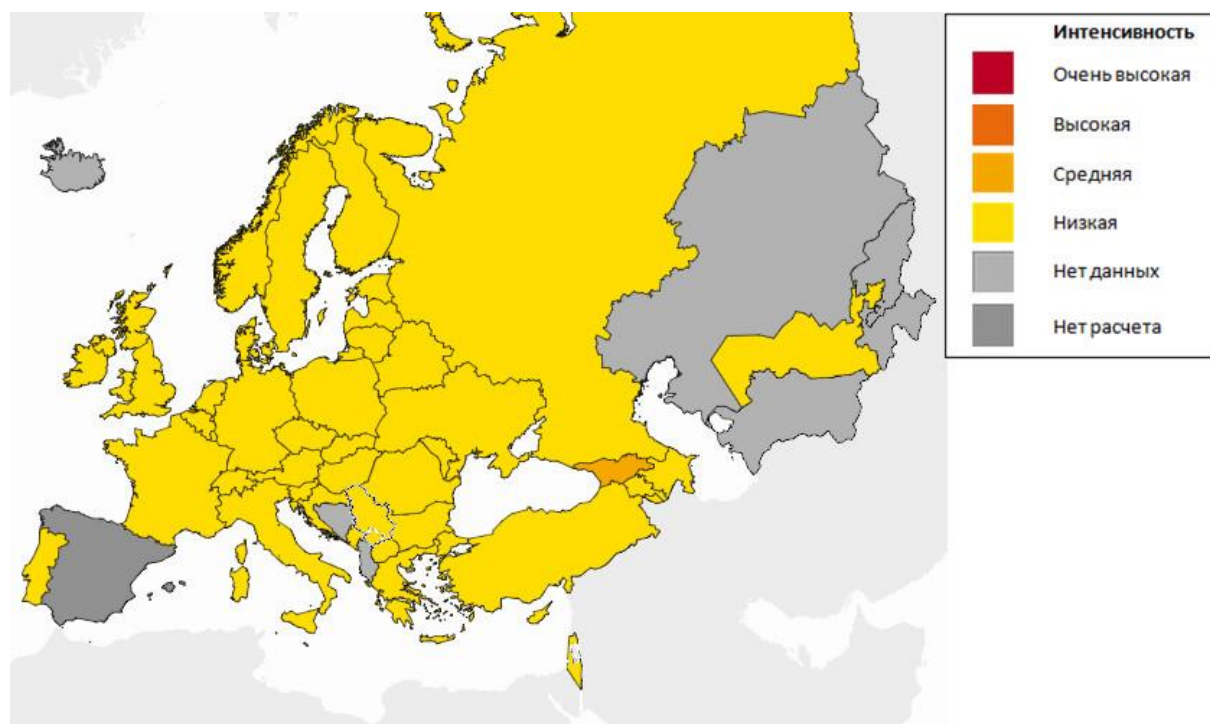 Интенсивность
Очень высокая
Высокая
Средняя
Низкая
Нет данных
Нет расчета